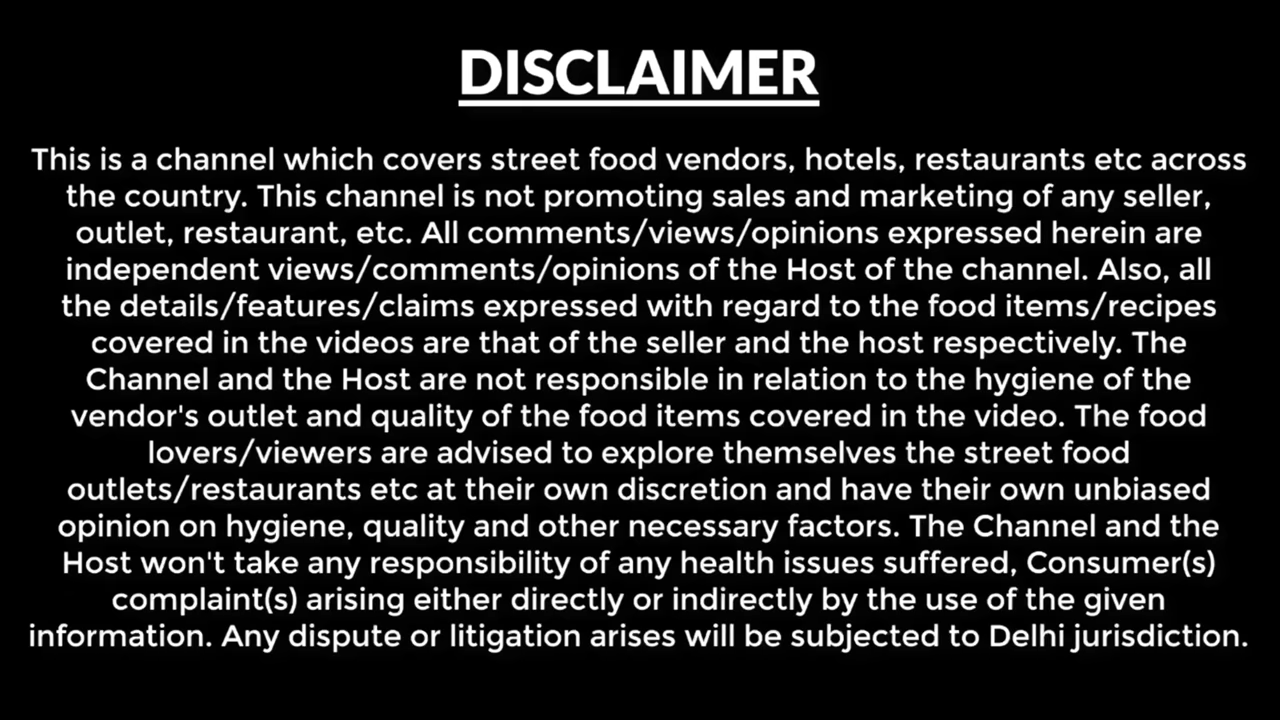 DISCLAIMER
This is a channel which covers street food vendors, hotels, restaurants etc across
the country. This channel is not promoting sales and marketing of any seller,
outlet, restaurant, etc. All comments/views/opinions expressed herein are
independent views/comments/opinions of the Host of the channel. Also, all
the details/features/claims expressed with regard to the food items/recipes
covered in the videos are that of the seller and the host respectively. The
Channel and the Host are not responsible in relation to the hygiene of the
vendor's outlet and quality of the food items covered in the video. The food
lovers/viewers are advised to explore themselves the street food
outlets/restaurants etc at their own discretion and have their own unbiased
opinion on hygiene, quality and other necessary factors. The Channel and the
Host won't take any responsibility of any health issues suffered, Consumer(s)
complaint(s) arising either directly or indirectly by the use of the given
information. Any dispute or litigation arises will be subjected to Delhi jurisdiction.